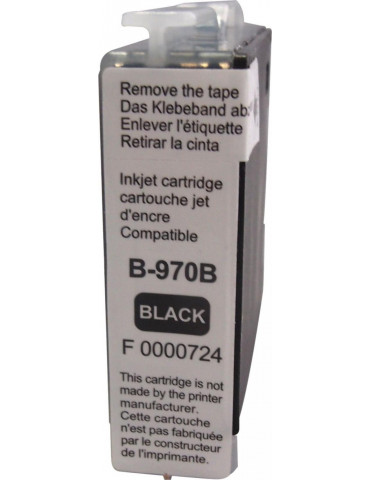 Remove the tape
Das Klebeband ab
Enlever l'étiquette
Retirar la cinta
Inkjet cartridge
cartouche jet
d'encre
Compatible
B-970B
BLACK
F 0000724
This cartridge is not
made by the printer
manufacturer.
Cette cartouche
n'est pas fabriquée
par le constructeur
de l'imprimante.